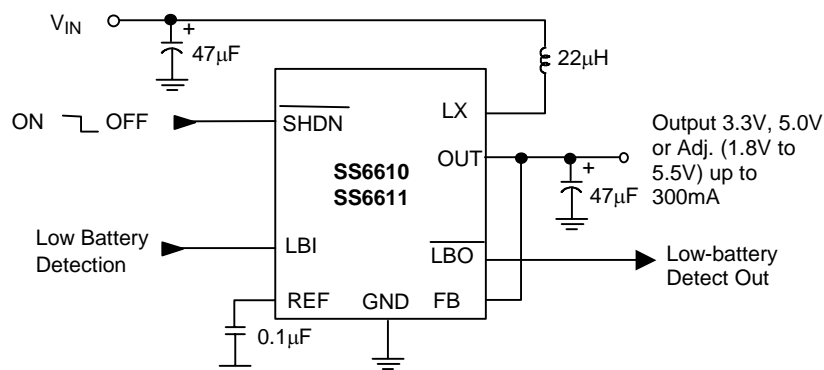 VIN
+
47μF
22μH
ON OFF
SHDN
LX
SS6610
SS6611
OUT
+
47μF
Output 3.3V, 5.0V
or Adj. (1.8V to
5.5V) up to
300mA
Low Battery
Detection
LBI
LBO
Low-battery
Detect Out
REF
GND
FB
0.1μF